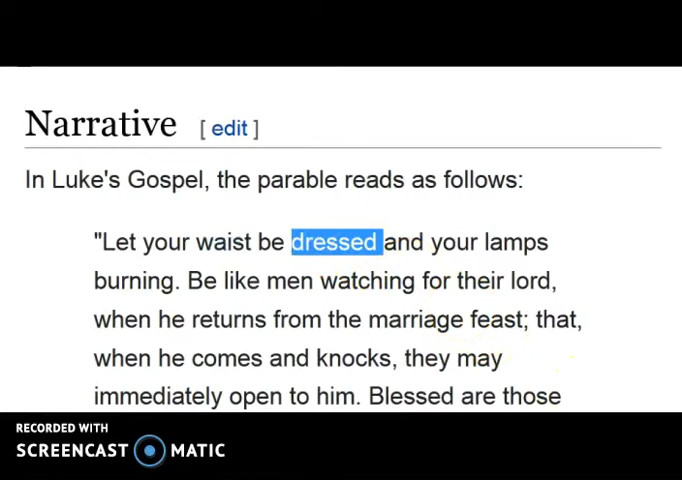 Narrative [ edit ]
In Luke's Gospel, the parable reads as follows:
"Let your waist be dressed and your lamps
burning. Be like men watching for their lord,
when he returns from the marriage feast; that,
when he comes and knocks, they may
immediately open to him. Blessed are those
RECORDED WITH
SCREENCAST MATIC